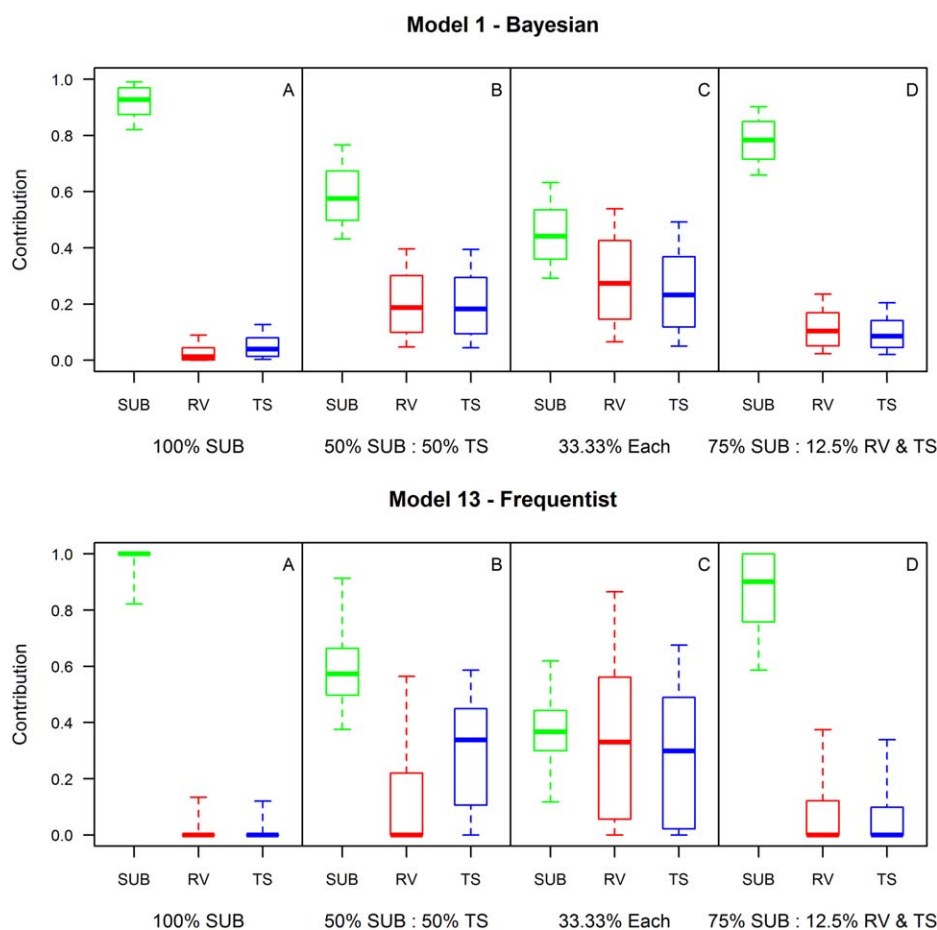 Model 1 - Bayesian
A B C D
Contribution
1.0
0.8
0.6
0.4
0.2
0.0
SUB RV TS SUB RV TS SUB RV TS SUB RV TS
100% SUB 50% SUB : 50% TS 33.33% Each 75% SUB : 12.5% RV & TS
Model 13 - Frequentist
A B C D
Contribution
1.0
0.8
0.6
0.4
0.2
0.0
SUB RV TS SUB RV TS SUB RV TS SUB RV TS
100% SUB 50% SUB : 50% TS 33.33% Each 75% SUB : 12.5% RV & TS